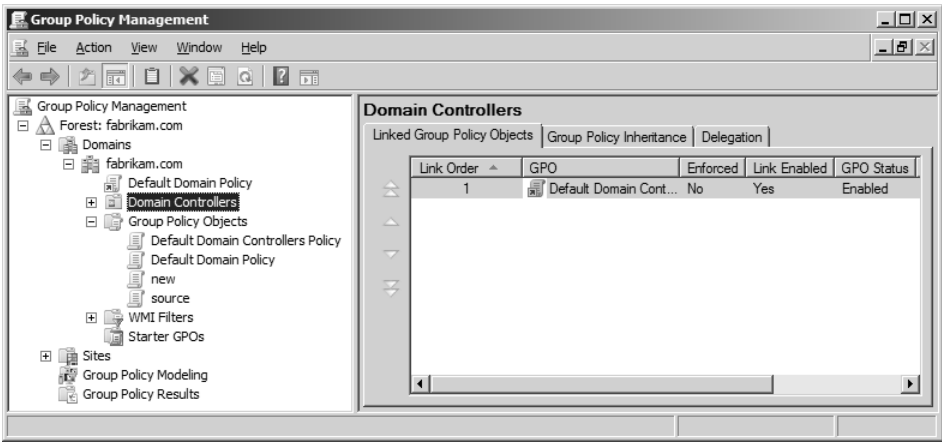 Group Policy Management
File Action View Window Help
Group Policy Management
Forest: fabrikam.com
Domains
fabrikam.com
Default Domain Policy
Domain Controllers
Group Policy Objects
Default Domain Controllers Policy
Default Domain Policy
new
source
WMI Filters
Starter GPOs
Sites
Group Policy Modeling
Group Policy Results
Domain Controllers
Linked Group Policy Objects Group Policy Inheritance Delegation
Link Order GPO Enforced Link Enabled GPO Status
1 Default Domain Cont... No Yes Enabled